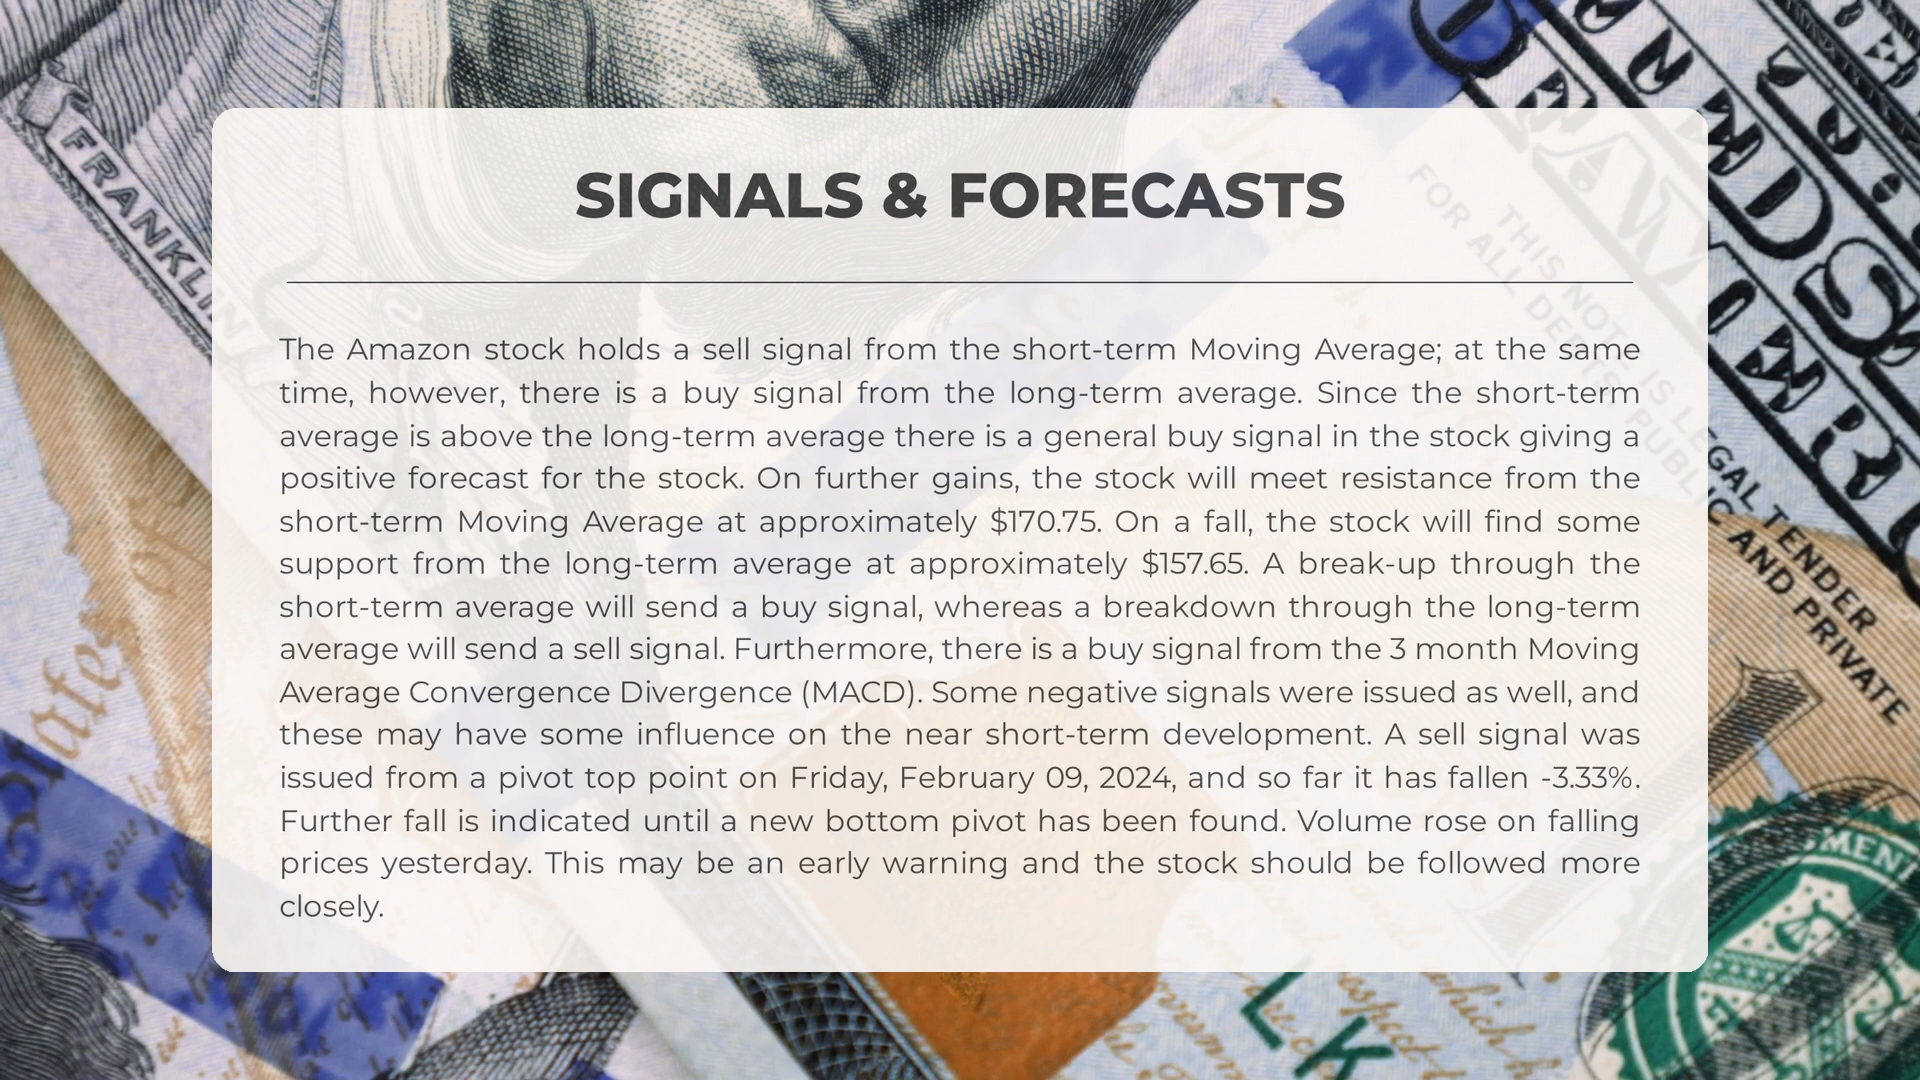 FRANKLIN
SIGNALS & FORECASTS
The Amazon stock holds a sell signal from the short-term Moving Average; at the same
time, however, there is a buy signal from the long-term average. Since the short-term
average is above the long-term average there is a general buy signal in the stock giving a
positive forecast for the stock. On further gains, the stock will meet resistance from the
short-term Moving Average at approximately $170.75. On a fall, the stock will find some
support from the long-term average at approximately $157.65. A break-up through the
short-term average will send a buy signal, whereas a breakdown through the long-term
average will send a sell signal. Furthermore, there is a buy signal from the 3 month Moving
Average Convergence Divergence (MACD). Some negative signals were issued as well, and
these may have some influence on the near short-term development. A sell signal was
issued from a pivot top point on Friday, February 09, 2024, and so far it has fallen -3.33%.
Further fall is indicated until a new bottom pivot has been found. Volume rose on falling
prices yesterday. This may be an early warning and the stock should be followed more
closely.
THIS NOTE IS LEGAL TENDER
FOR ALL DEBTS PUBLIC AND PRIVATE